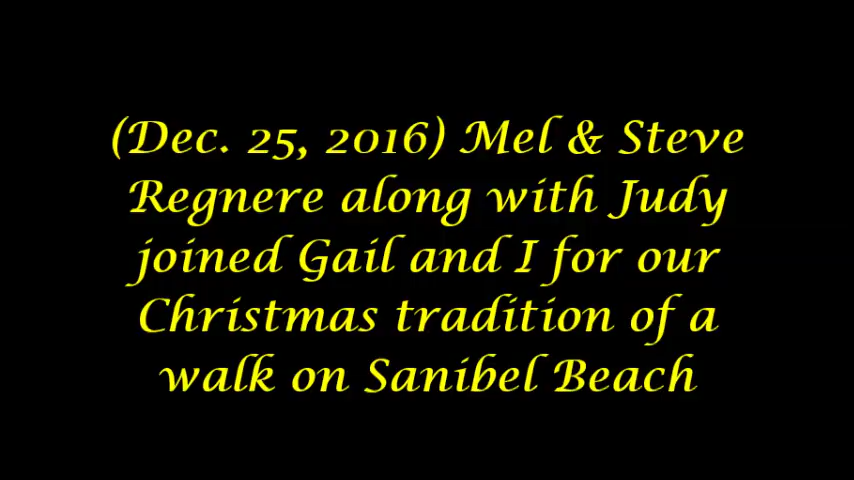 (Dec. 25, 2016) Mel & Steve
Regnere along with Judy
joined Gail and I for our
Christmas tradition of a
walk on Sanibel Beach